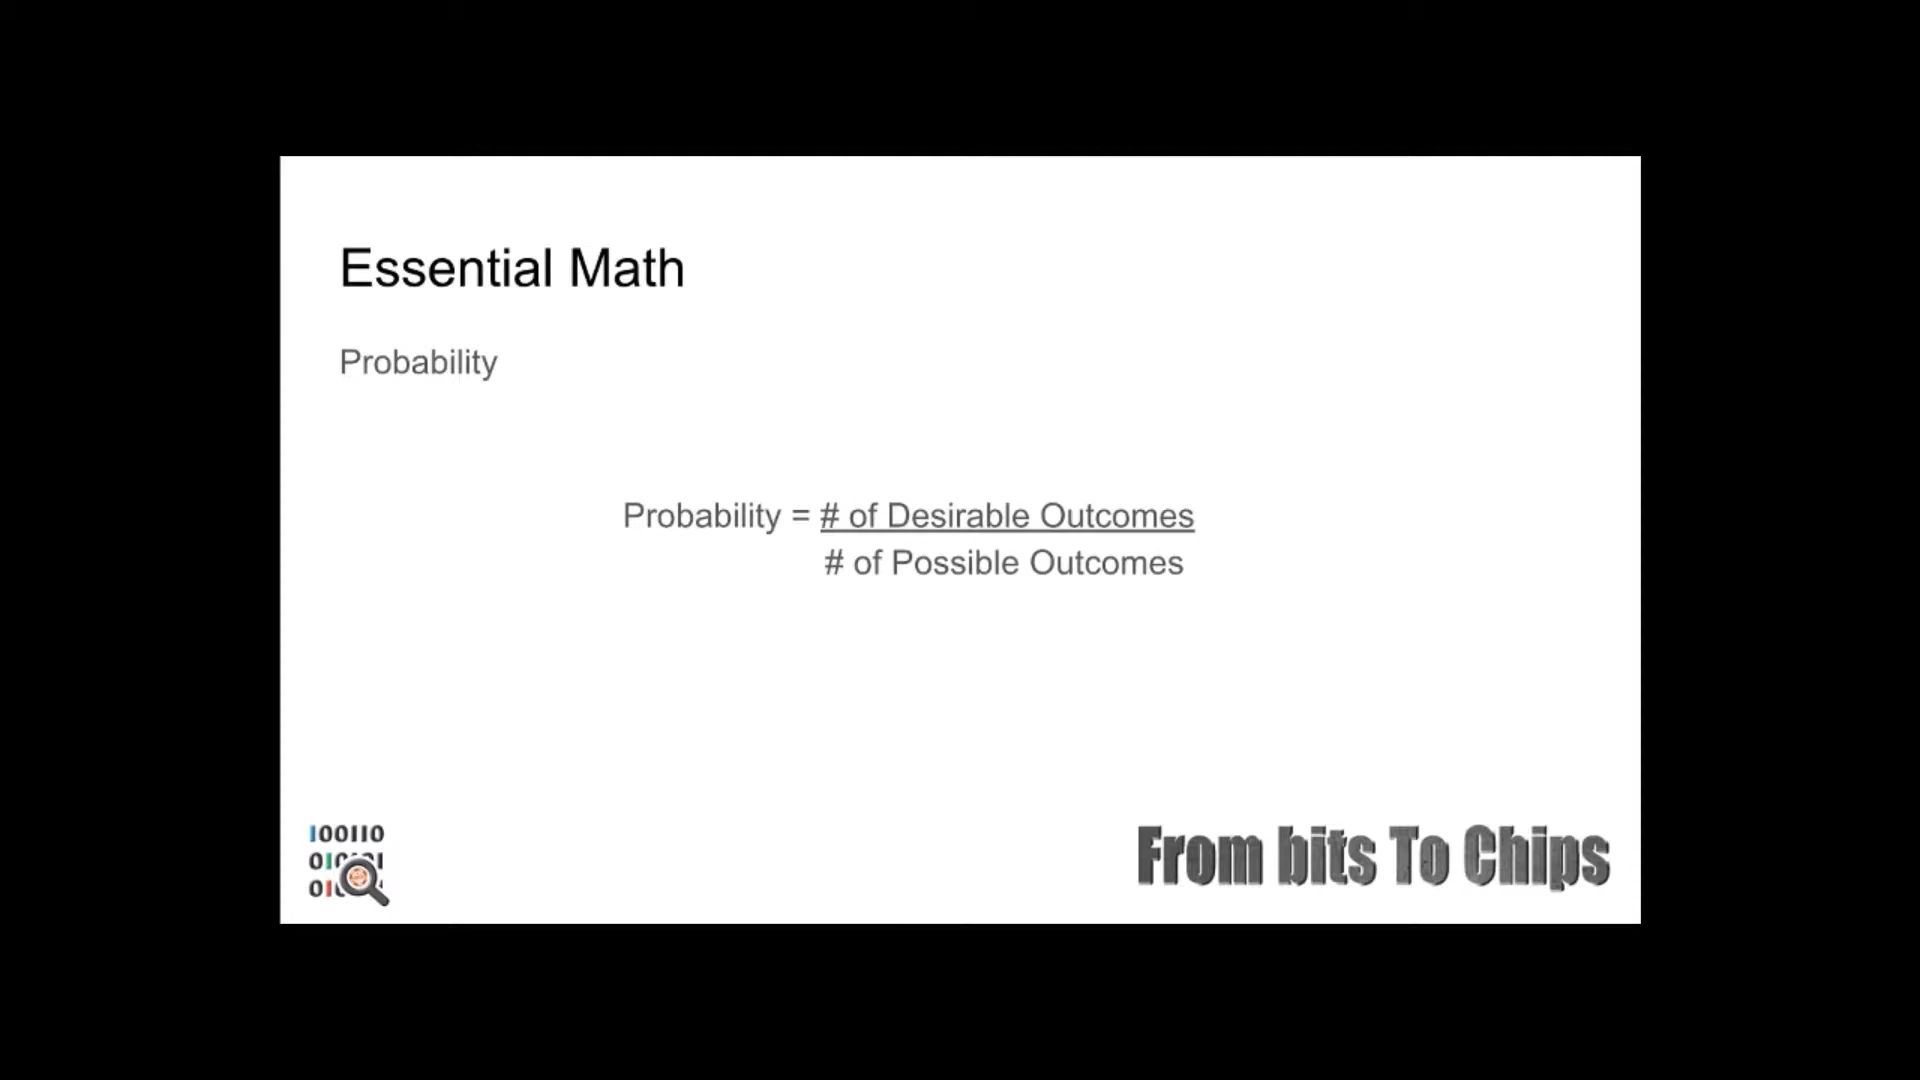 Essential Math
Probability
Probability = # of Desirable Outcomes
# of Possible Outcomes
100110
From bits To Chips